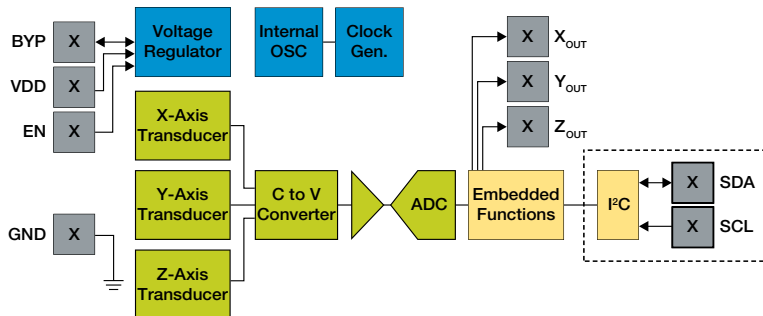 BYP
X
Voltage
Regulator
Internal
OSC
Clock
Gen.
X
XOUT
VDD
X
X
YOUT
EN
X
X-Axis
Transducer
X
ZOUT
Y-Axis
Transducer
C to V
Converter
ADC
Embedded
Functions
I²C
X
SDA
X
SCL
GND
X
Z-Axis
Transducer